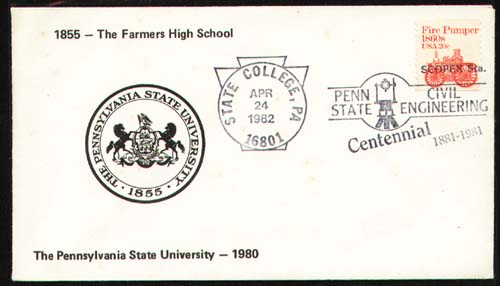 1855 – The Farmers High School
Fire Pumper
1860s
USA 20c
SCOPEX Sta.
STATE COLLEGE, PA
APR
24
1982
16801
PENN CIVIL
STATE ENGINEERING
Centennial 1881-1981
THE PENNSYLVANIA STATE UNIVERSITY
· 1855 ·
The Pennsylvania State University – 1980